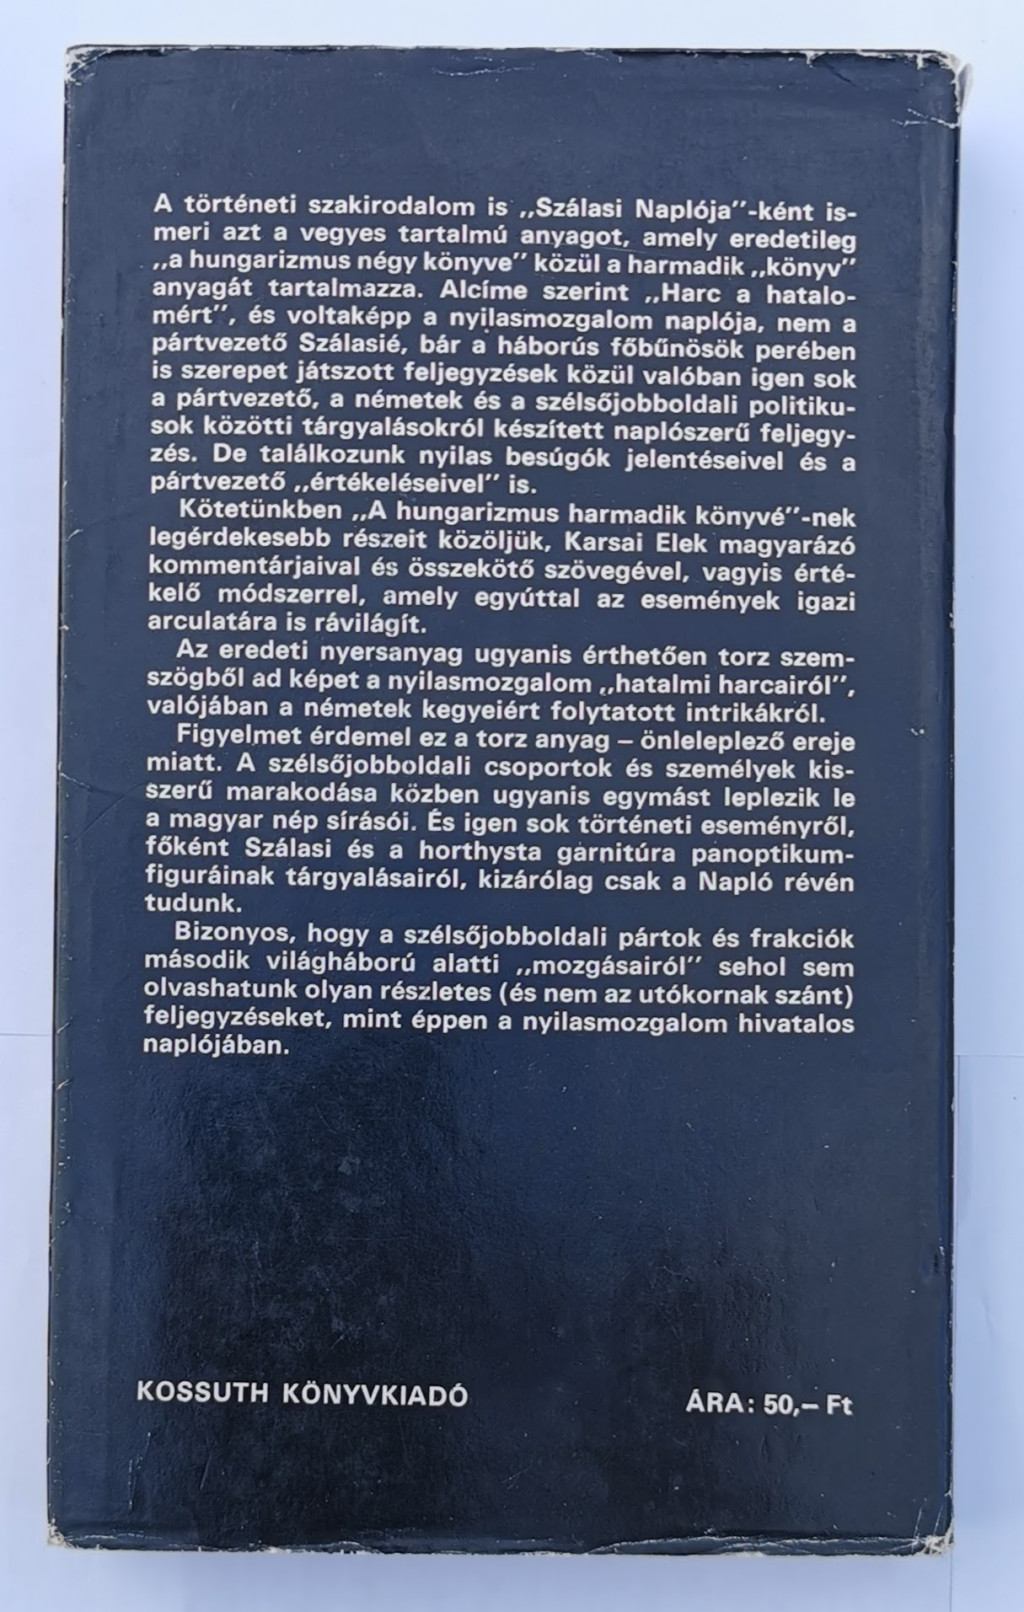 A történeti szakirodalom is „Szálasi Naplója"-ként is-
meri azt a vegyes tartalmú anyagot, amely eredetileg
„a hungarizmus négy könyve" közül a harmadik „könyv"
anyagát tartalmazza. Alcíme szerint „Harc a hatalo-
mért", és voltaképp a nyilasmozgalom naplója, nem a
pártvezető Szálasié, bár a háborús főbűnösök perében
is szerepet játszott feljegyzések közül valóban igen sok
a pártvezető, a németek és a szélsőjobboldali politiku-
sok közötti tárgyalásokról készített naplószerű feljegy-
zés. De találkozunk nyilas besúgók jelentéseivel és a
pártvezető „értékeléseivel" is.
Kötetünkben „A hungarizmus harmadik könyvé"-nek
legérdekesebb részeit közöljük, Karsai Elek magyarázó
kommentárjaival és összekötő szövegével, vagyis érté-
kelő módszerrel, amely egyúttal az események igazi
arculatára is rávilágít.
Az eredeti nyersanyag ugyanis érthetően torz szem-
szögből ad képet a nyilasmozgalom „hatalmi harcairól",
valójában a németek kegyeiért folytatott intrikákról.
Figyelmet érdemel ez a torz anyag – önleleplező ereje
miatt. A szélsőjobboldali csoportok és személyek kis-
szerű marakodása közben ugyanis egymást leplezik le
a magyar nép sírásói. És igen sok történeti eseményről,
főként Szálasi és a horthysta garnitúra panoptikum-
figuráinak tárgyalásairól, kizárólag csak a Napló révén
tudunk.
Bizonyos, hogy a szélsőjobboldali pártok és frakciók
második világháború alatti „mozgásairól" sehol sem
olvashatunk olyan részletes (és nem az utókornak szánt)
feljegyzéseket, mint éppen a nyilasmozgalom hivatalos
naplójában.
KOSSUTH KÖNYVKIADÓ
ÁRA: 50,– Ft